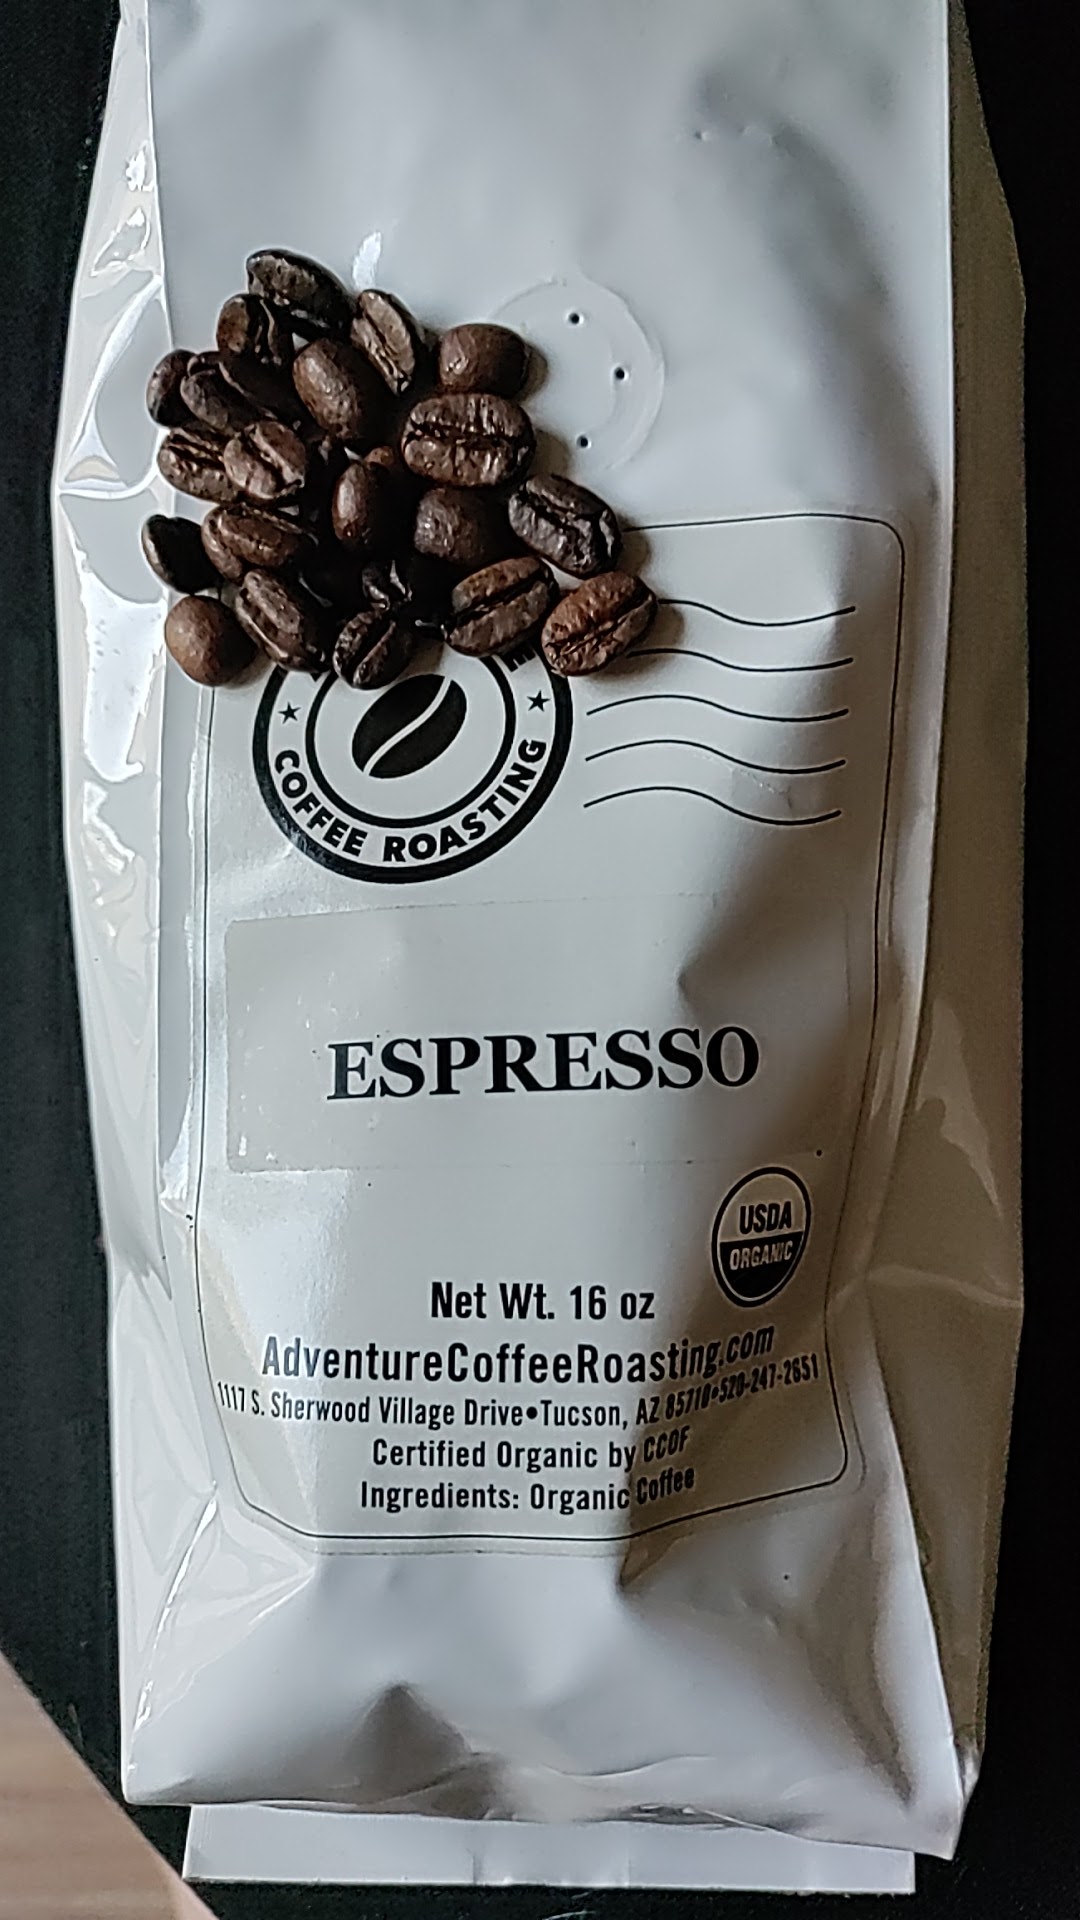 COFFEE ROASTING
ESPRESSO
USDA
ORGANIC
Net Wt. 16 oz
AdventureCoffeeRoasting.com
1117 S. Sherwood Village Drive•Tucson, AZ 85710•520-247-2651
Certified Organic by CCOF
Ingredients: Organic Coffee